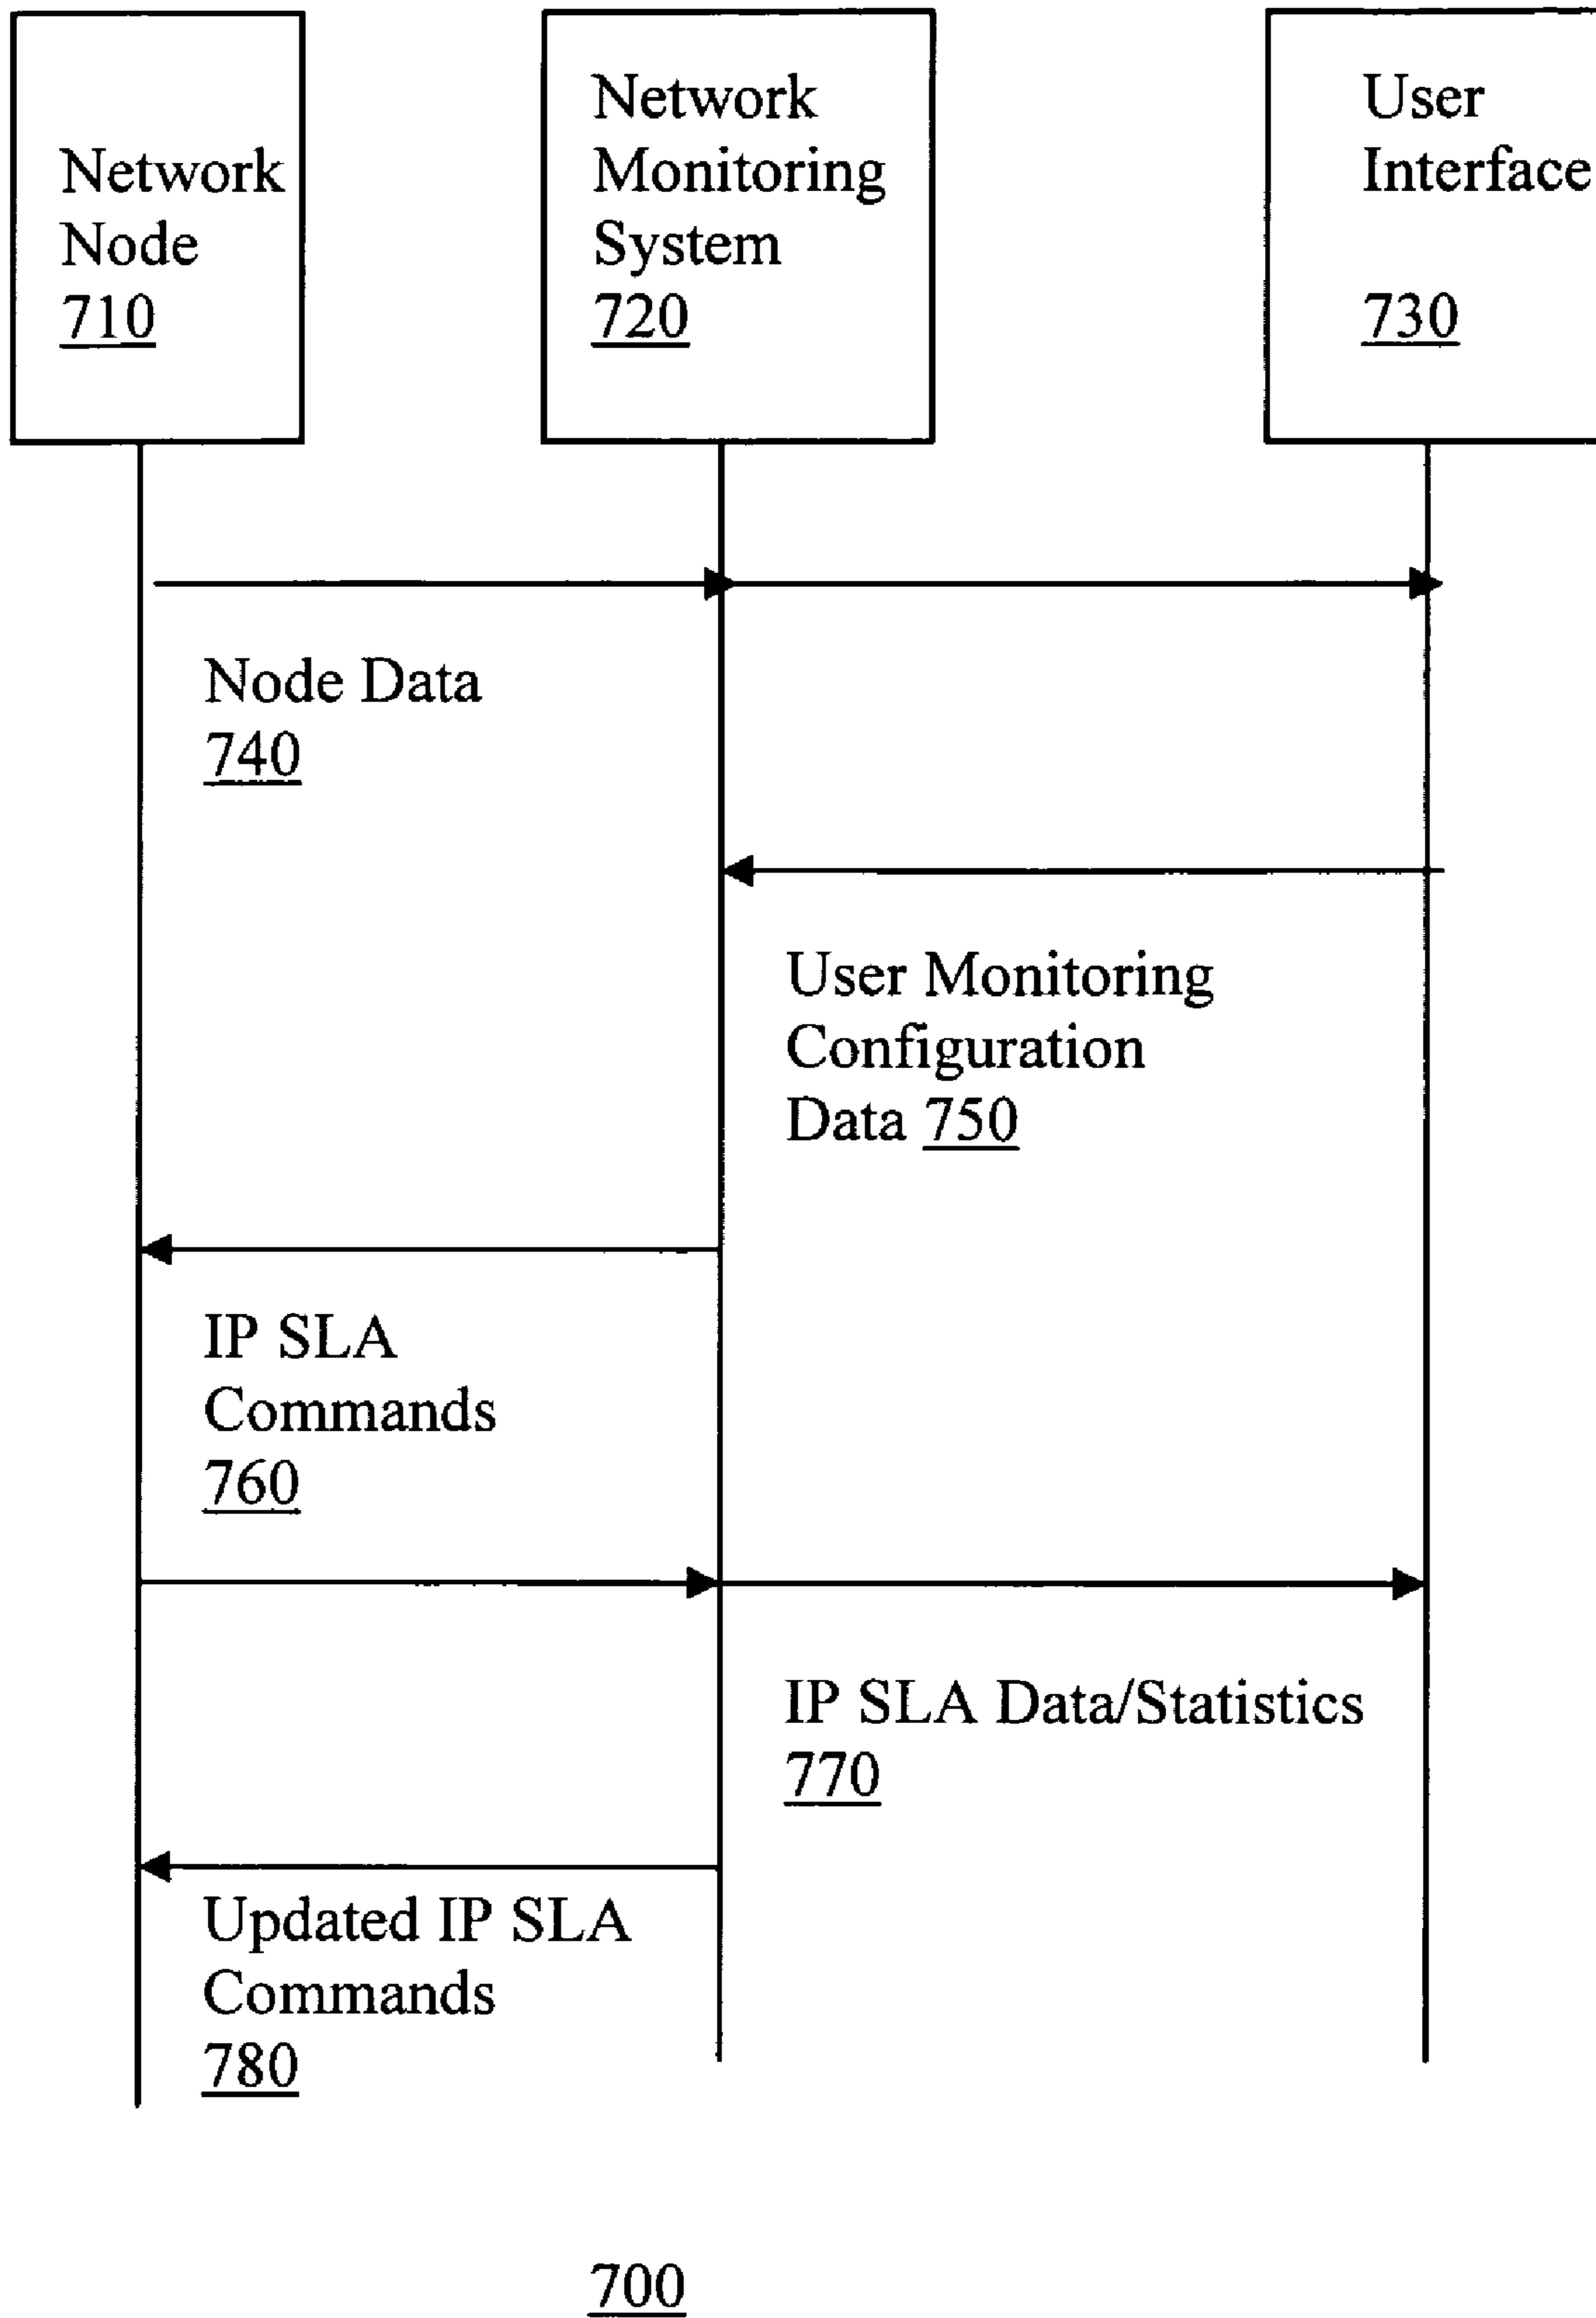 Network
Node
710
Network
Monitoring
System
720
User
Interface
730
Node Data
740
User Monitoring
Configuration
Data 750
IP SLA
Commands
760
IP SLA Data/Statistics
770
Updated IP SLA
Commands
780
700